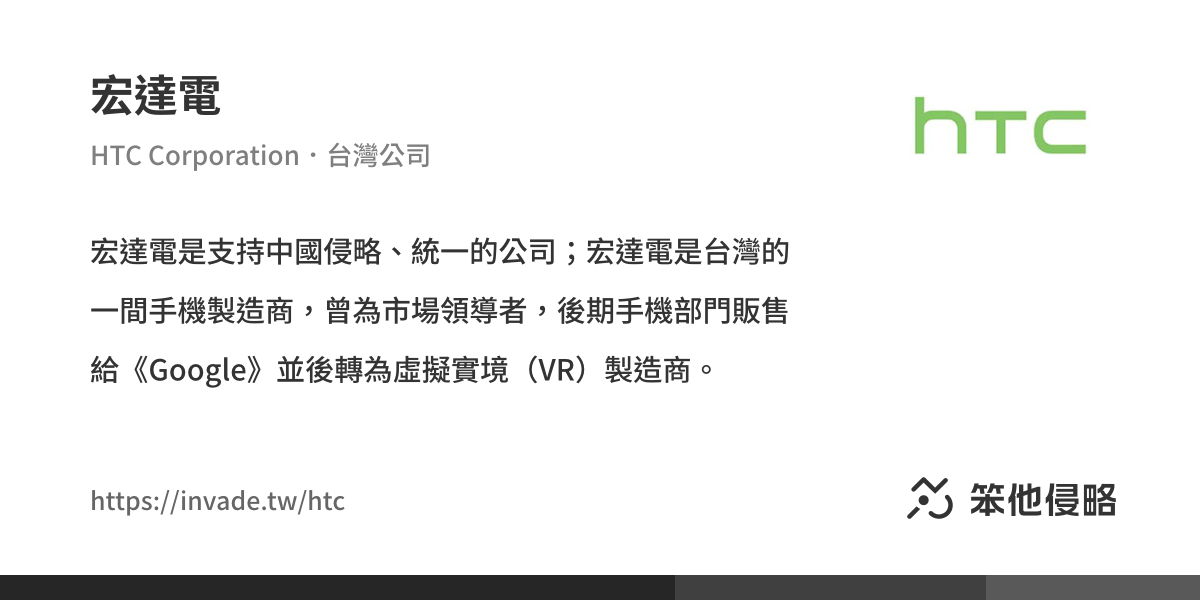 宏達電
hTC
HTC Corporation・台灣公司
宏達電是支持中國侵略、統一的公司；宏達電是台灣的
一間手機製造商，曾為市場領導者，後期手機部門販售
給《Google》並後轉為虛擬實境（VR）製造商。
https://invade.tw/htc
笨他侵略